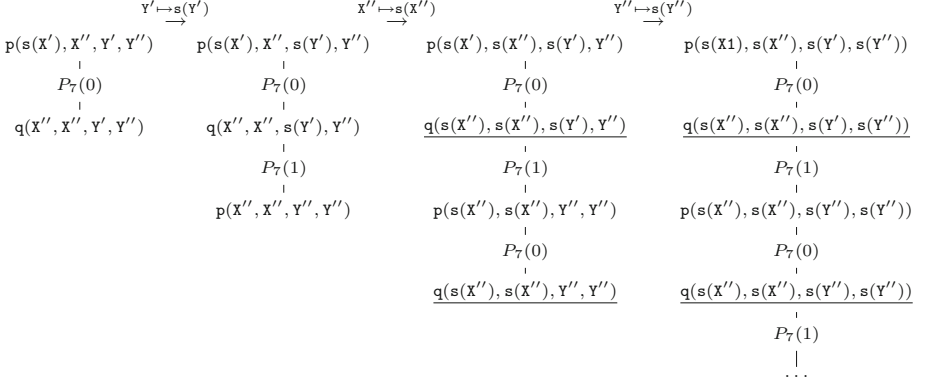 Y′↦s(Y′) X′′↦s(X′′) Y′′↦s(Y′′)
→ → →
p(s(X′), X′′, Y′, Y′′) p(s(X′), X′′, s(Y′), Y′′) p(s(X′), s(X′′), s(Y′), Y′′) p(s(X1), s(X′′), s(Y′), s(Y′′))
P₇(0) P₇(0) P₇(0) P₇(0)
q(X′′, X′′, Y′, Y′′) q(X′′, X′′, s(Y′), Y′′) q(s(X′′), s(X′′), s(Y′), Y′′) q(s(X′′), s(X′′), s(Y′), s(Y′′))
P₇(1) P₇(1) P₇(1)
p(X′′, X′′, Y′′, Y′′) p(s(X′′), s(X′′), Y′′, Y′′) p(s(X′′), s(X′′), s(Y′′), s(Y′′))
P₇(0) P₇(0)
q(s(X′′), s(X′′), Y′′, Y′′) q(s(X′′), s(X′′), s(Y′′), s(Y′′))
P₇(1)
...